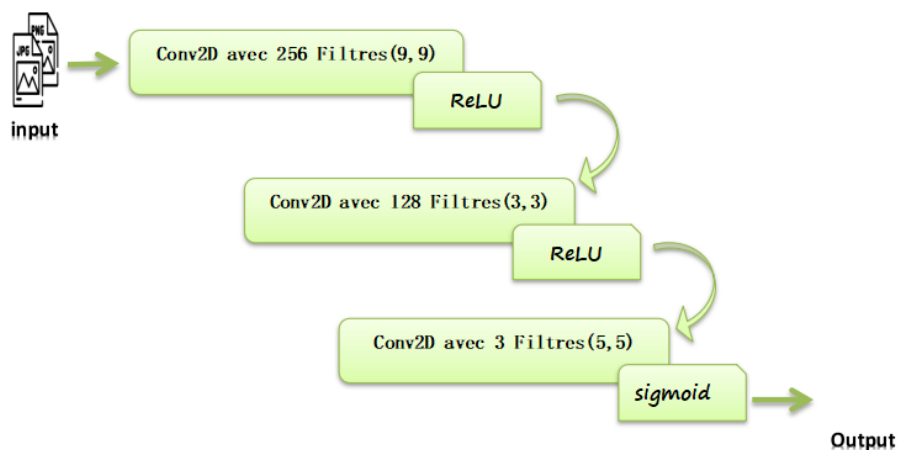 PNG
JPG
input
Conv2D avec 256 Filtres(9,9)
ReLU
Conv2D avec 128 Filtres(3,3)
ReLU
Conv2D avec 3 Filtres(5,5)
sigmoid
Output